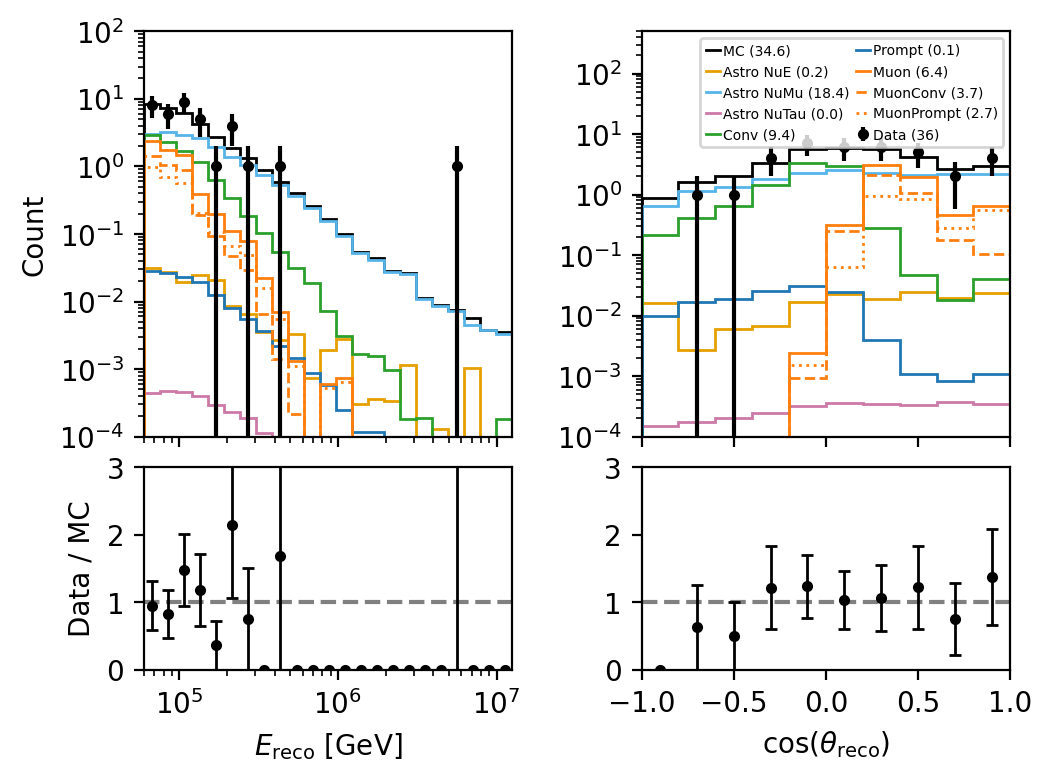 10²
10¹
10⁰
10⁻¹
10⁻²
10⁻³
10⁻⁴
Count
10²
10¹
10⁰
10⁻¹
10⁻²
10⁻³
10⁻⁴
MC (34.6)
Astro NuE (0.2)
Astro NuMu (18.4)
Astro NuTau (0.0)
Conv (9.4)
Prompt (0.1)
Muon (6.4)
MuonConv (3.7)
MuonPrompt (2.7)
Data (36)
3
2
1
0
Data / MC
10⁵ 10⁶ 10⁷
E_reco [GeV]
3
2
1
0
−1.0 −0.5 0.0 0.5 1.0
cos(θ_reco)